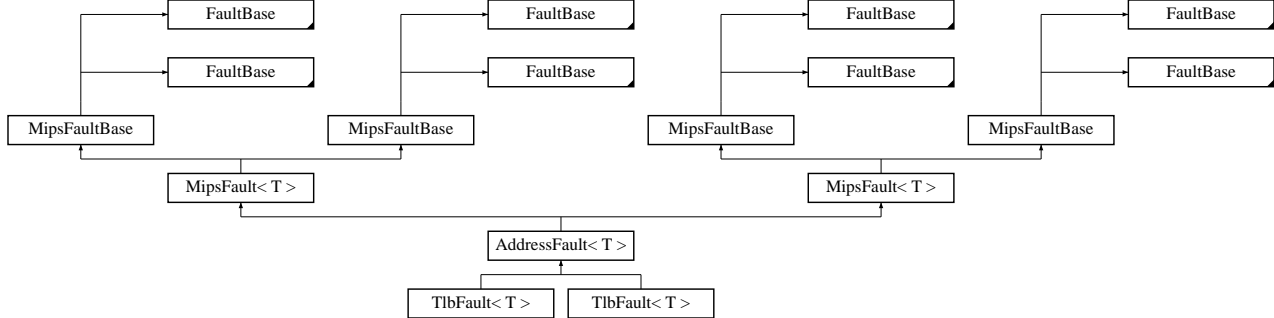 FaultBase FaultBase FaultBase FaultBase
FaultBase FaultBase FaultBase FaultBase
MipsFaultBase MipsFaultBase MipsFaultBase MipsFaultBase
MipsFault< T > MipsFault< T >
AddressFault< T >
TlbFault< T > TlbFault< T >